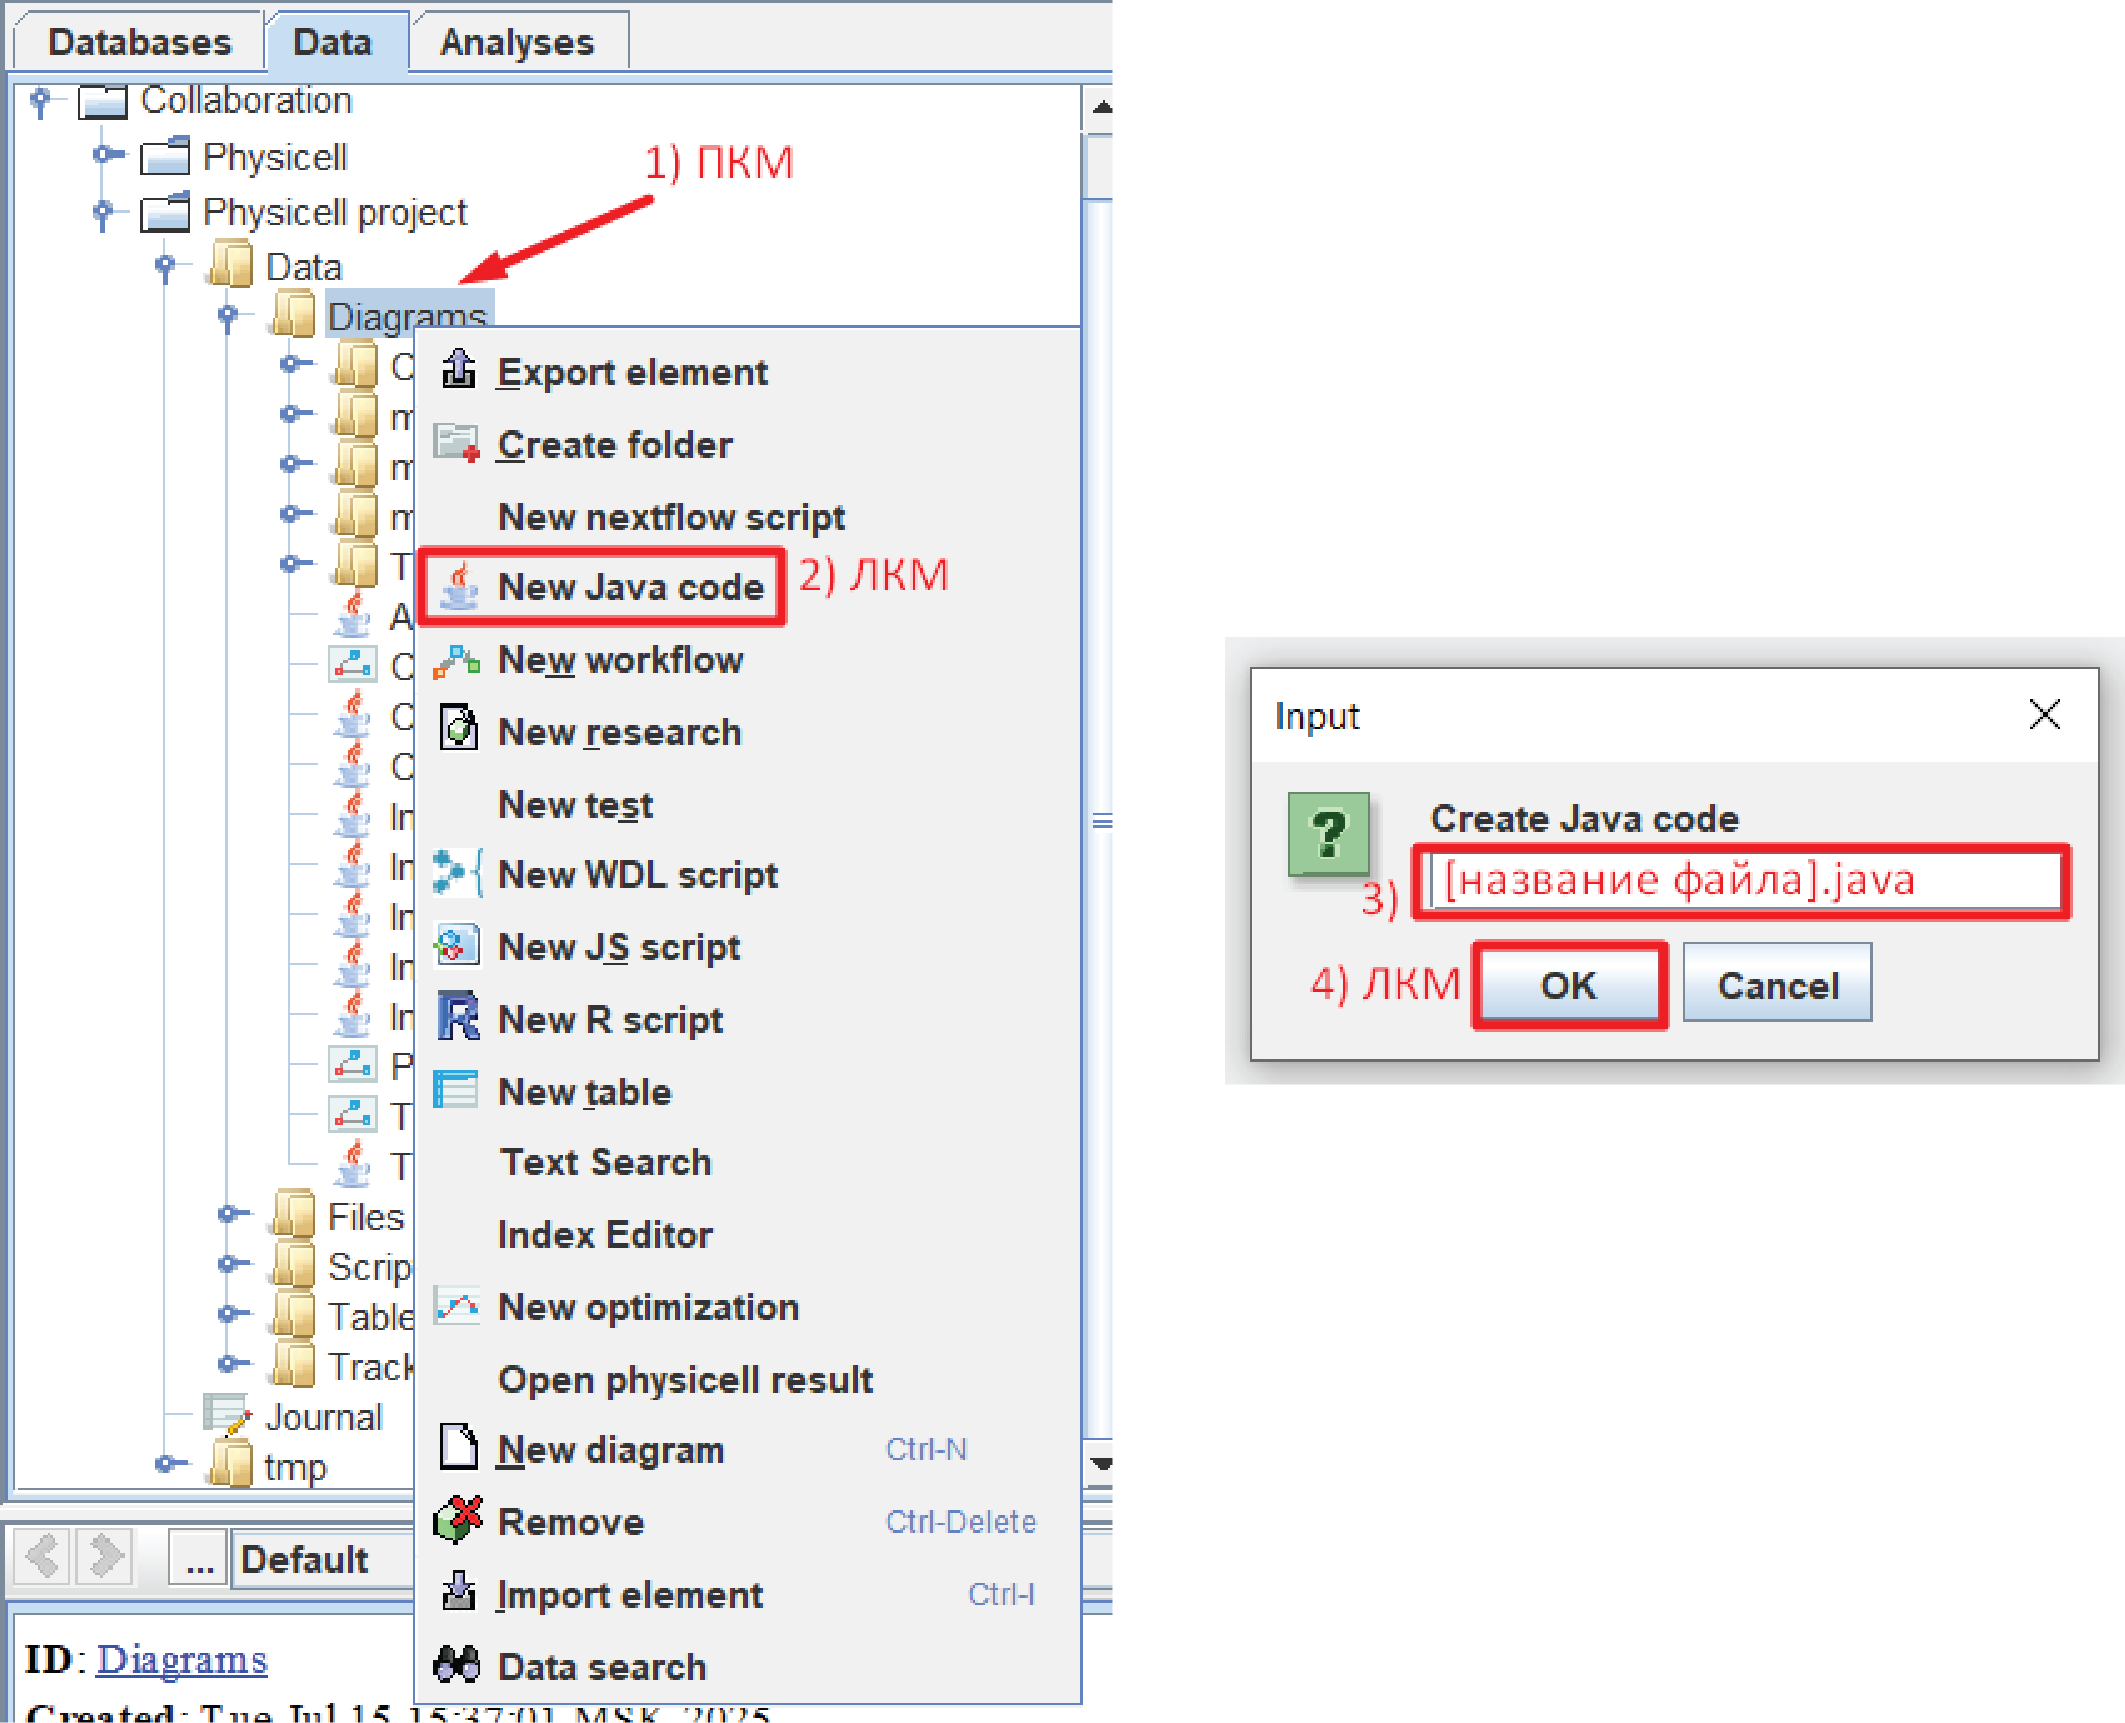 Databases Data Analyses
Collaboration
Physicell
1) ПКМ
Physicell project
Data
Diagrams
C
m
m
m
T
A
C
C
C
In
In
In
In
In
P
T
T
Files
Scrip
Table
Track
Journal
tmp
Export element
Create folder
New nextflow script
New Java code 2) ЛКМ
New workflow
New research
New test
New WDL script
New JS script
New R script
New table
Text Search
Index Editor
New optimization
Open physicell result
New diagram Ctrl-N
Remove Ctrl-Delete
Import element Ctrl-I
Data search
... Default
ID: Diagrams
Created: Tue Jul 15 15:37:01 MSK 2025
Input
?
Create Java code
3) [название файла].java
4) ЛКМ OK Cancel